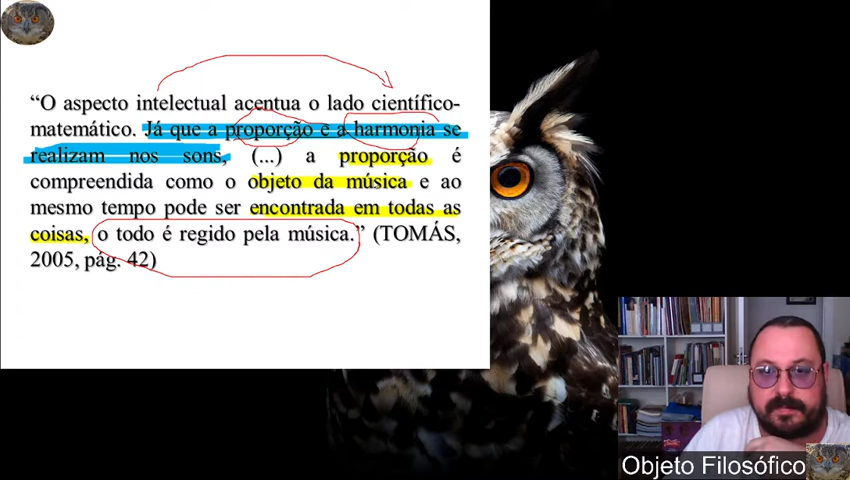 “O aspecto intelectual acentua o lado científico-
matemático. Já que a proporção e a harmonia se
realizam nos sons, (...) a proporção é
compreendida como o objeto da música e ao
mesmo tempo pode ser encontrada em todas as
coisas, o todo é regido pela música.” (TOMÁS,
2005, pág. 42)
Objeto Filosófico